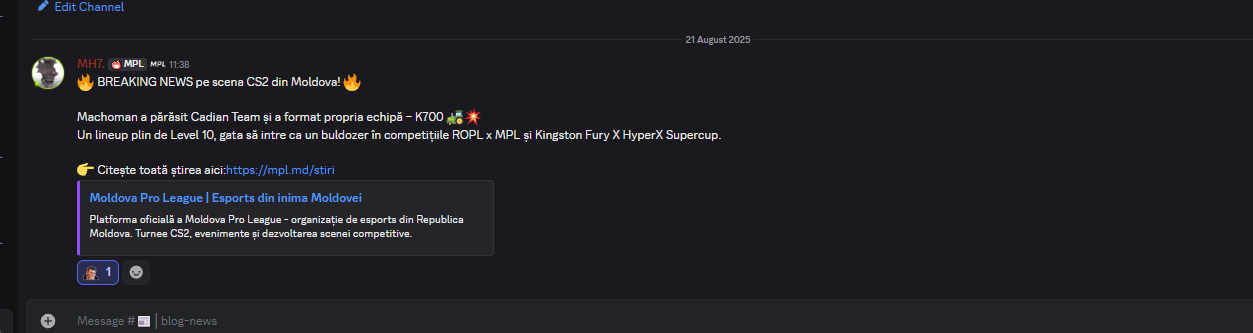 Edit Channel
21 August 2025
MH7. MPL MPL 11:38
🔥 BREAKING NEWS pe scena CS2 din Moldova! 🔥
Machoman a părăsit Cadian Team și a format propria echipă – K700 🚜💥
Un lineup plin de Level 10, gata să intre ca un buldozer în competițiile ROPL x MPL și Kingston Fury X HyperX Supercup.
👉 Citește toată știrea aici:https://mpl.md/stiri
Moldova Pro League | Esports din inima Moldovei
Platforma oficială a Moldova Pro League - organizație de esports din Republica
Moldova. Turnee CS2, evenimente și dezvoltarea scenei competitive.
1
Message #📰│blog-news